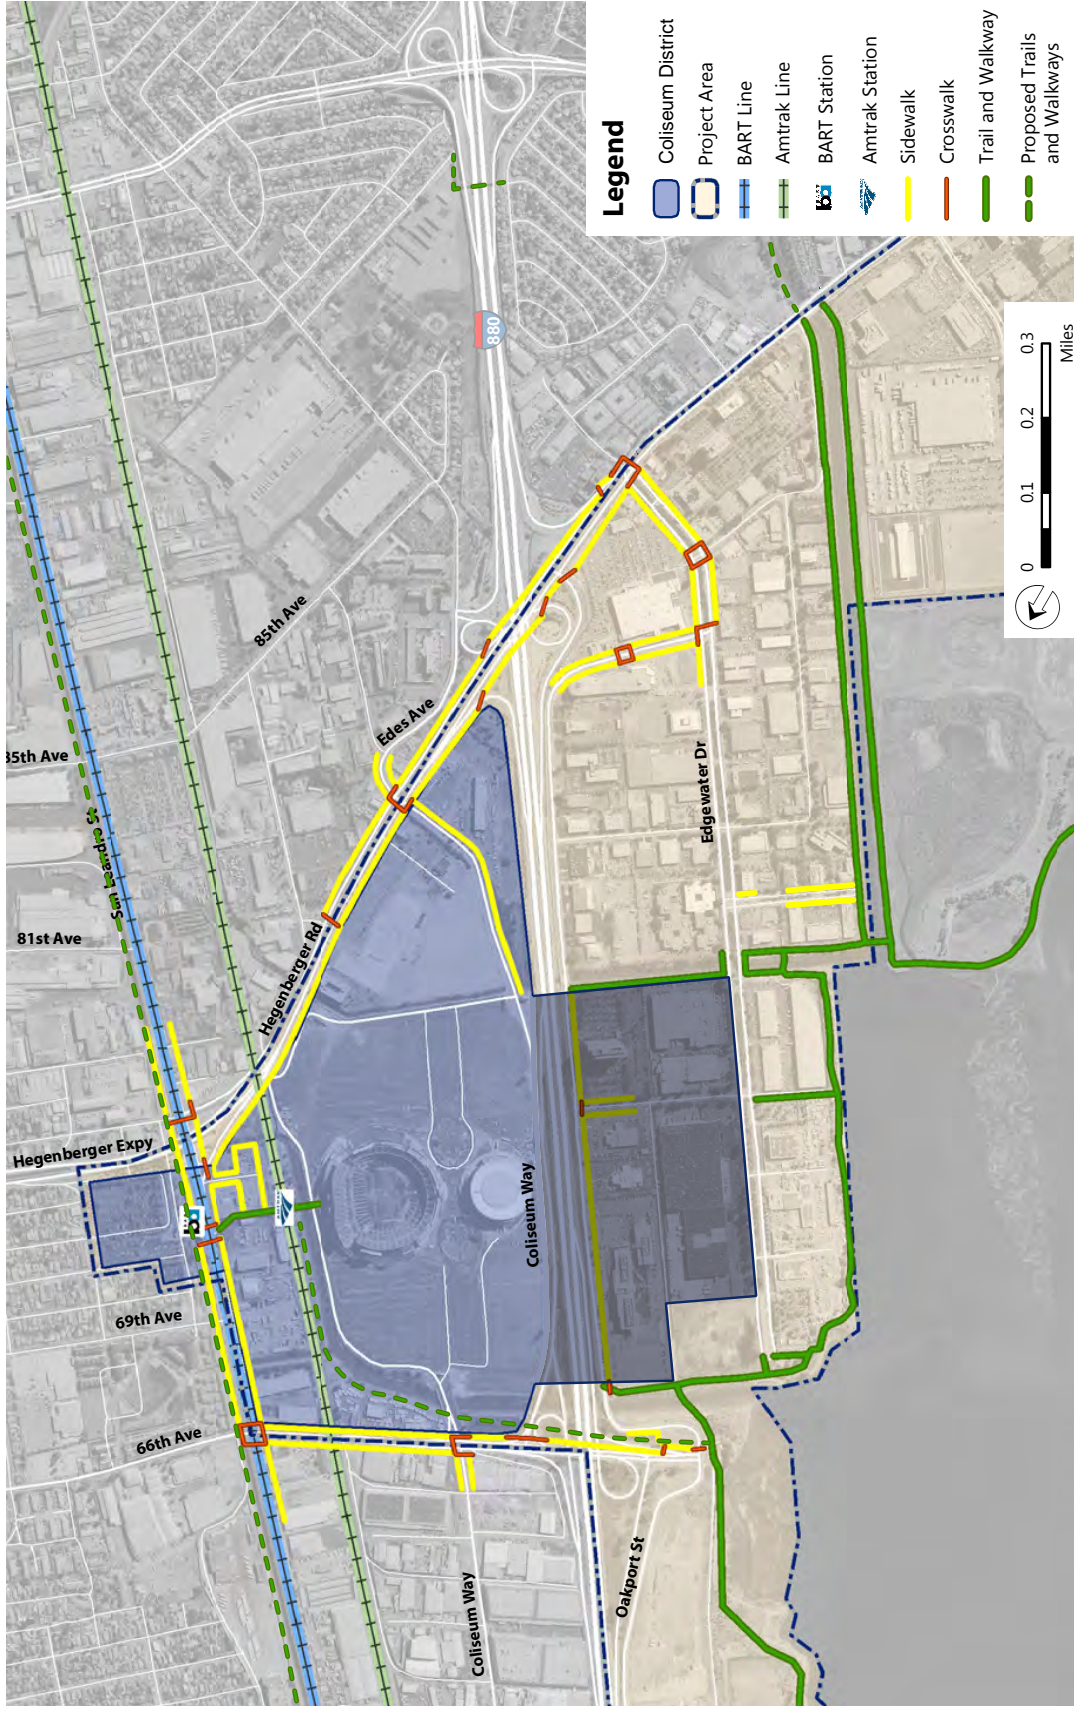 Legend
Coliseum District
Project Area
BART Line
Amtrak Line
BART Station
Amtrak Station
Sidewalk
Crosswalk
Trail and Walkway
Proposed Trails
and Walkways
0 0.1 0.2 0.3
Miles
880
85th Ave
Edes Ave
35th Ave
San Leandro St
81st Ave
Hegenberger Rd
Hegenberger Expy
69th Ave
66th Ave
Edgewater Dr
Coliseum Way
Coliseum Way
Oakport St
ba
ba